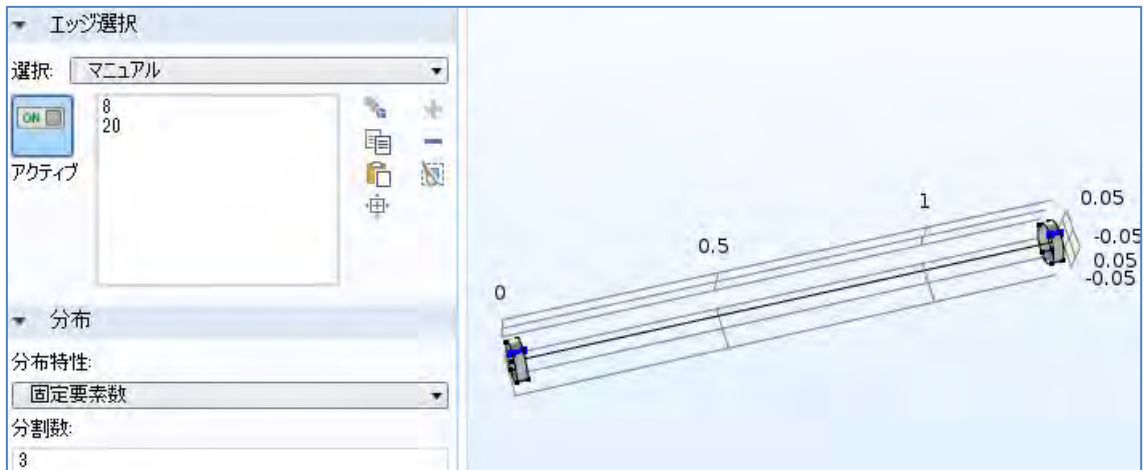 エッジ選択
選択: マニュアル
ON
8
20
アクティブ
分布
分布特性:
固定要素数
分割数:
3
0
0.5
1
0.05
-0.05
0.05
-0.05